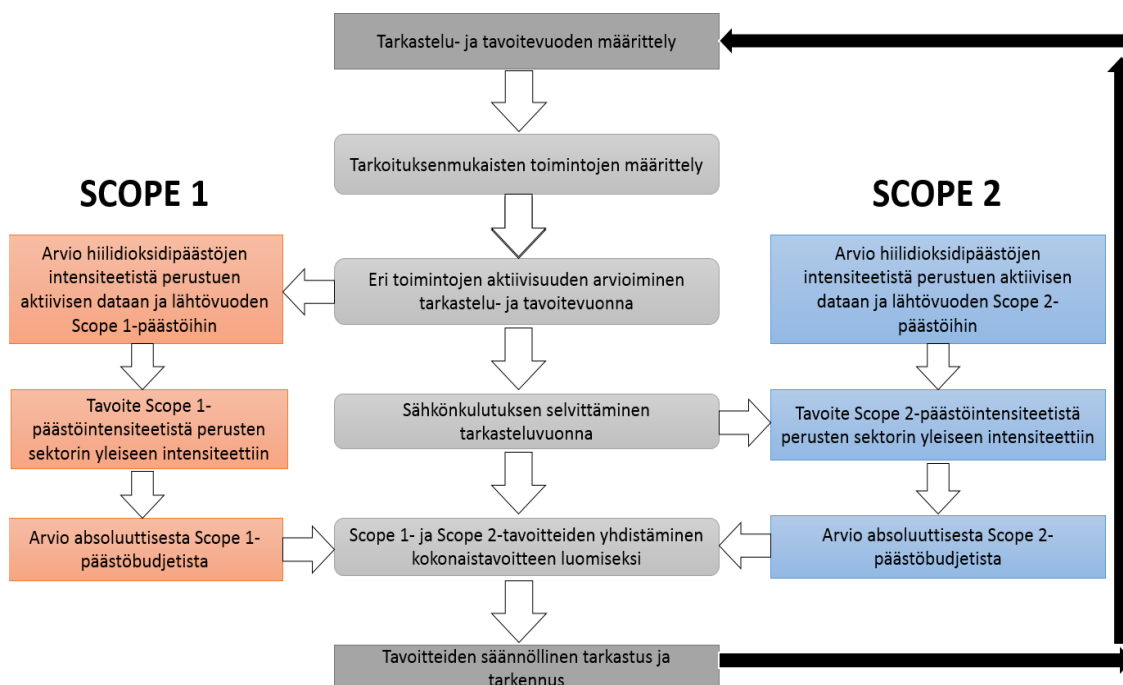 Tarkastelu- ja tavoitevuoden määrittely
Tarkoituksenmukaisten toimintojen määrittely
SCOPE 1
SCOPE 2
Arvio hiilidioksidipäästöjen
intensiteetistä perustuen
aktiivisen dataan ja lähtövuoden
Scope 1-päästöihin
Eri toimintojen aktiivisuuden arvioiminen
tarkastelu- ja tavoitevuonna
Arvio hiilidioksidipäästöjen
intensiteetistä perustuen aktiivisen
dataan ja lähtövuoden Scope 2-
päästöihin
Tavoite Scope 1-
päästöintensiteetistä perusten
sektorin yleiseen intensiteettiin
Sähkönkulutuksen selvittäminen
tarkasteluvuonna
Tavoite Scope 2-päästöintensiteetistä
perusten sektorin yleiseen intensiteettiin
Arvio absoluuttisesta Scope 1-
päästöbudjetista
Scope 1- ja Scope 2-tavoitteiden yhdistäminen
kokonaistavoitteen luomiseksi
Arvio absoluuttisesta Scope 2-
päästöbudjetista
Tavoitteiden säännöllinen tarkastus ja
tarkennus